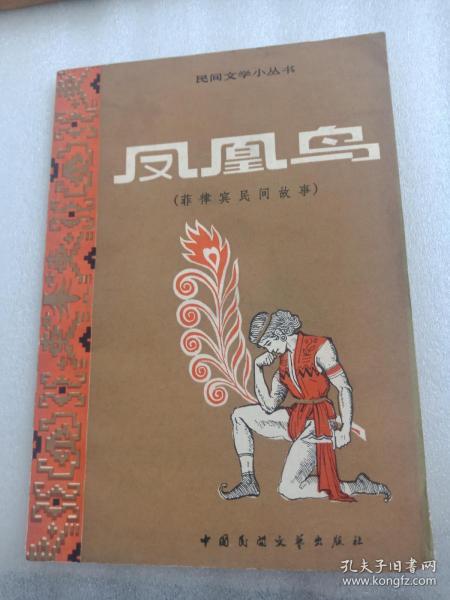 民间文学小丛书
凤凰鸟
(菲律宾民间故事)
中国民间文艺出版社
孔夫子旧书网
www.kongfz.com